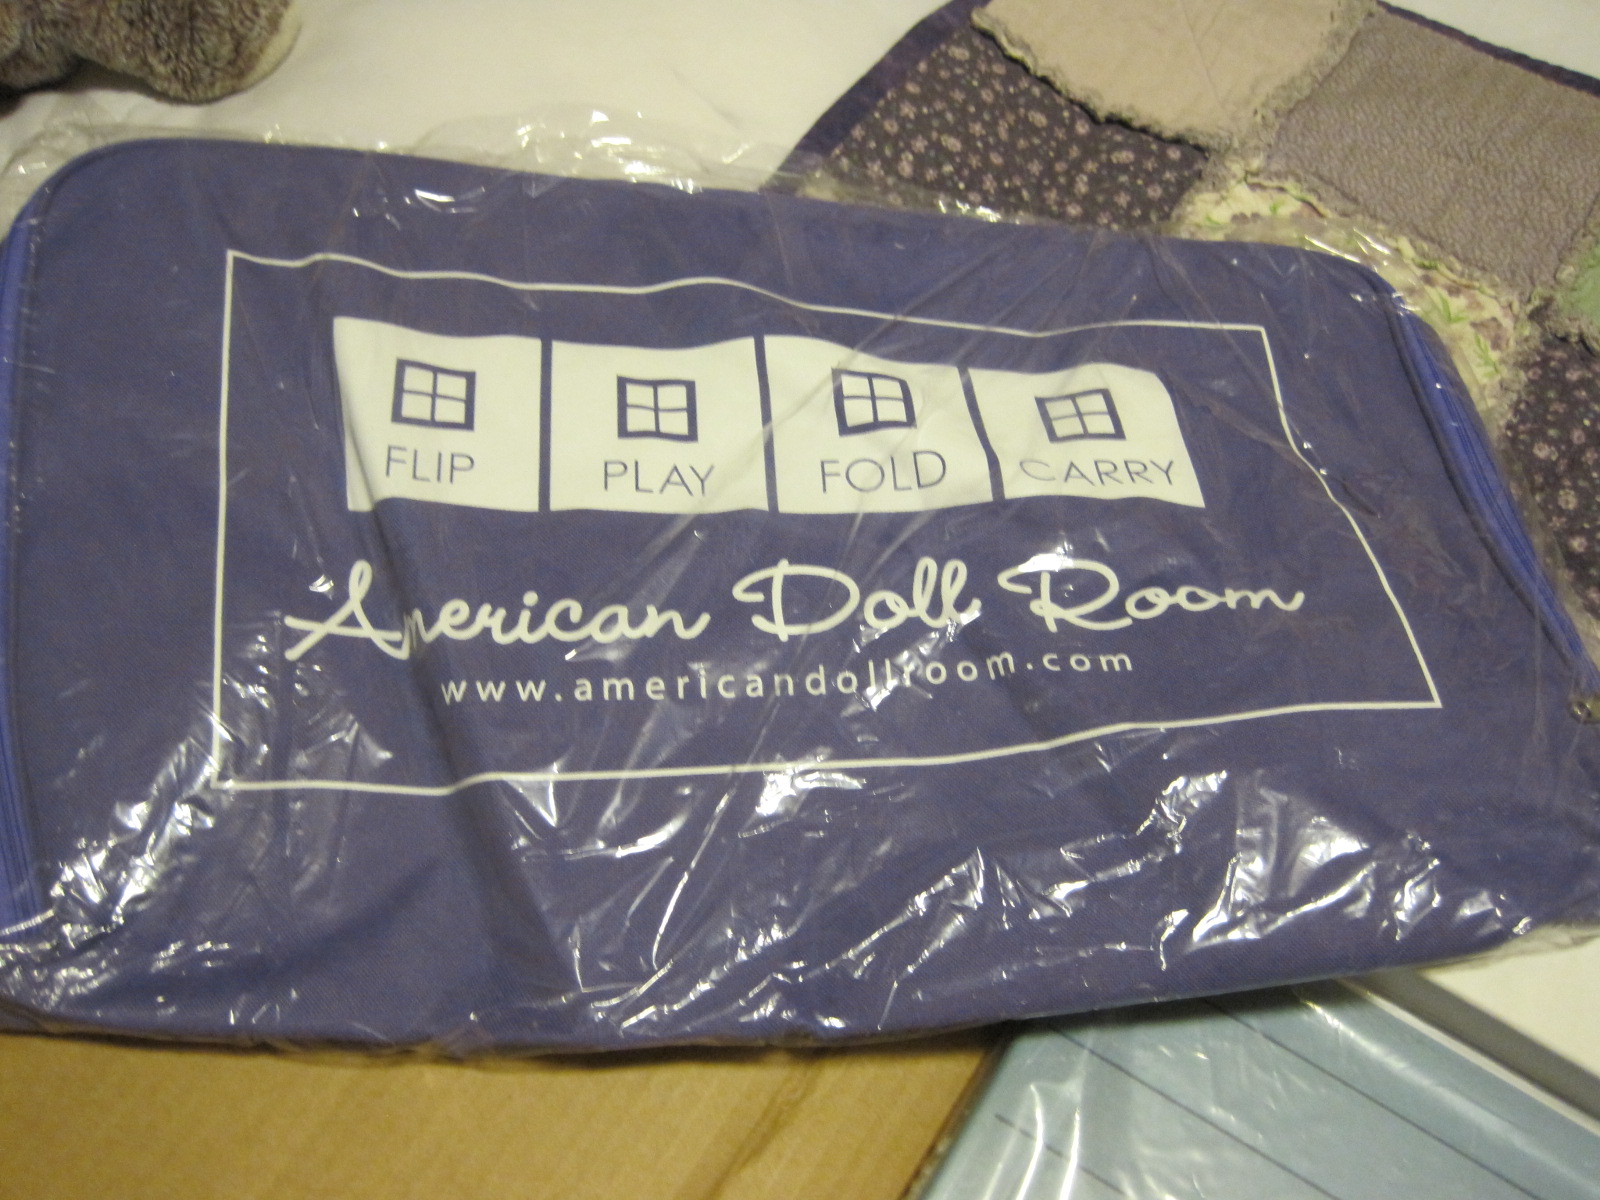 FLIP PLAY FOLD CARRY
American Doll Room
www.americandollroom.com